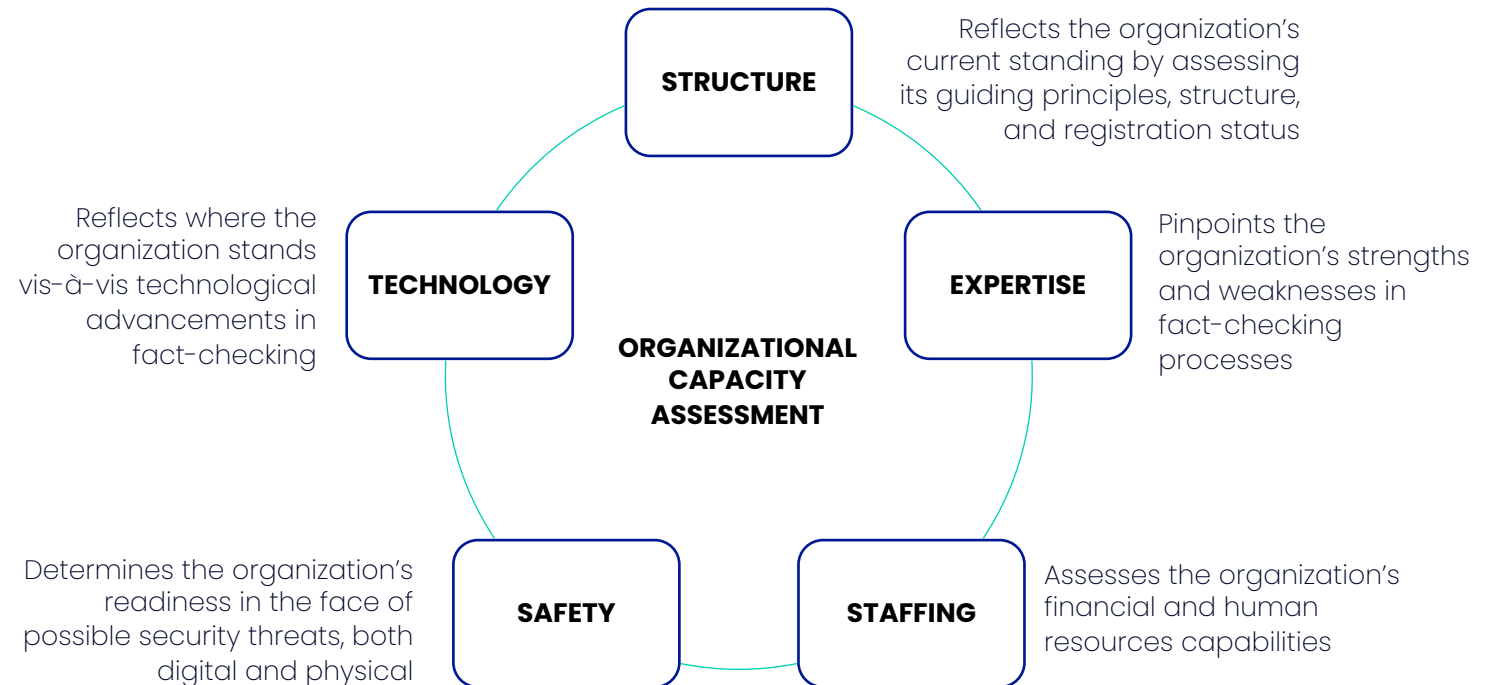 STRUCTURE
Reflects the organization's
current standing by assessing
its guiding principles, structure,
and registration status
EXPERTISE
Pinpoints the
organization's strengths
and weaknesses in
fact-checking
processes
STAFFING
Assesses the organization's
financial and human
resources capabilities
SAFETY
Determines the organization's
readiness in the face of
possible security threats, both
digital and physical
TECHNOLOGY
Reflects where the
organization stands
vis-à-vis technological
advancements in
fact-checking
ORGANIZATIONAL
CAPACITY
ASSESSMENT